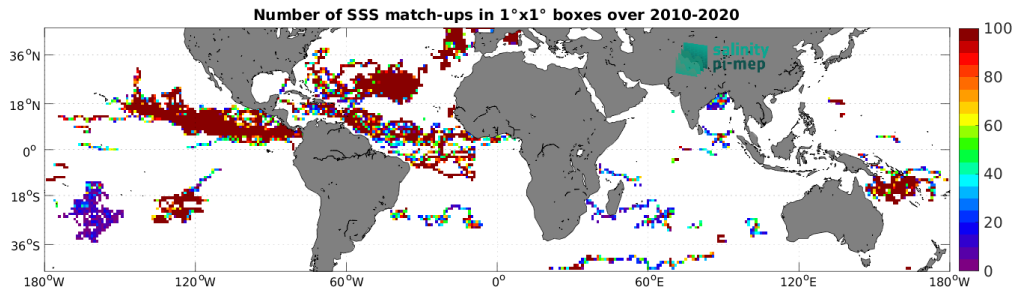 Number of SSS match-ups in 1°x1° boxes over 2010-2020
36°N
18°N
0°
18°S
36°S
180°W
120°W
60°W
0°
60°E
120°E
180°W
salinity
pi-mep
100
80
60
40
20
0